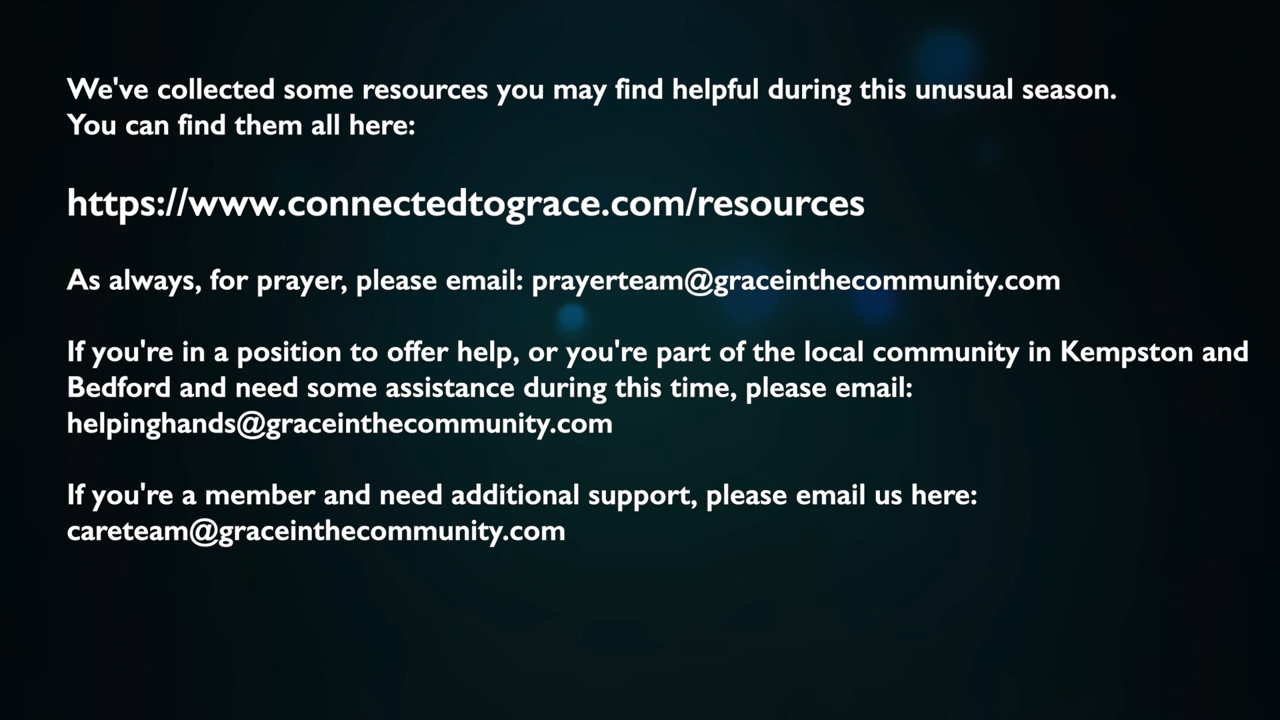 We've collected some resources you may find helpful during this unusual season.
You can find them all here:
https://www.connectedtograce.com/resources
As always, for prayer, please email: prayerteam@graceinthecommunity.com
If you're in a position to offer help, or you're part of the local community in Kempston and
Bedford and need some assistance during this time, please email:
helpinghands@graceinthecommunity.com
If you're a member and need additional support, please email us here:
careteam@graceinthecommunity.com